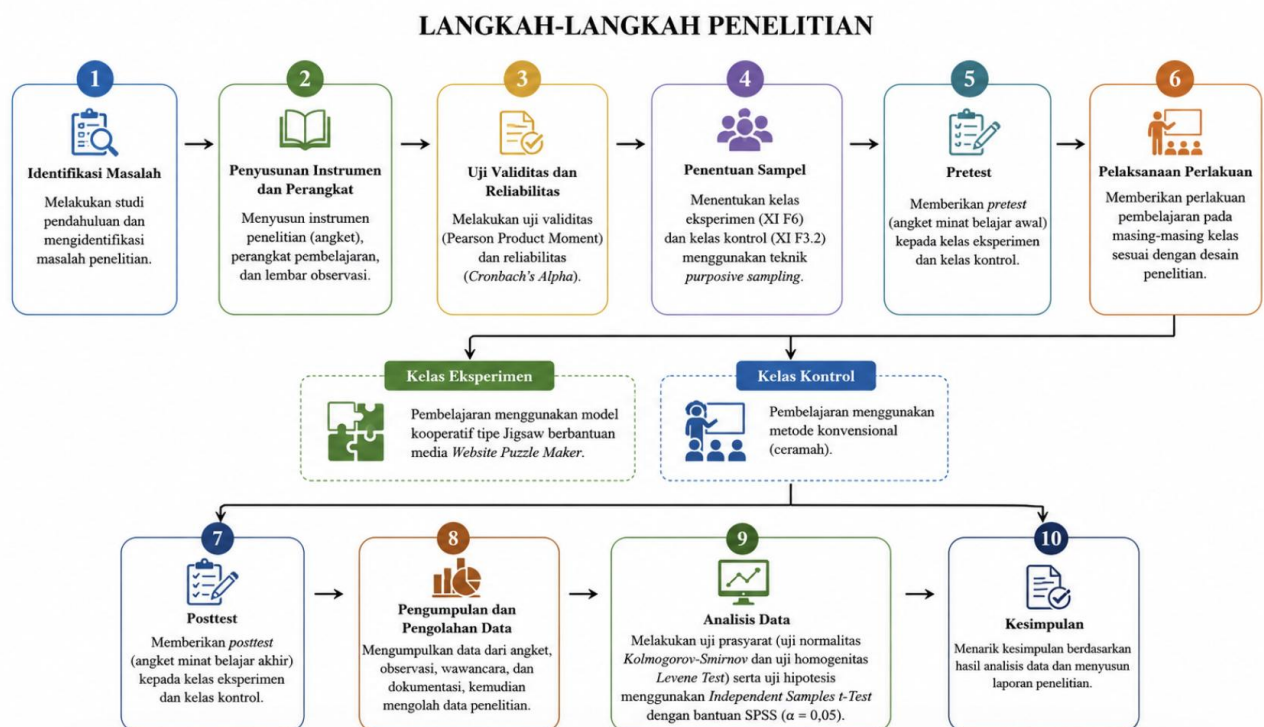 LANGKAH-LANGKAH PENELITIAN
1
Identifikasi Masalah
Melakukan studi
pendahuluan dan
mengidentifikasi
masalah penelitian.
2
Penyusunan Instrumen
dan Perangkat
Menyusun instrumen
penelitian (angket),
perangkat pembelajaran,
dan lembar observasi.
3
Uji Validitas dan
Reliabilitas
Melakukan uji validitas
(Pearson Product Moment)
dan reliabilitas
(Cronbach's Alpha).
4
Penentuan Sampel
Menentukan kelas
eksperimen (XI F6)
dan kelas kontrol (XI F3.2)
menggunakan teknik
purposive sampling.
5
Pretest
Memberikan pretest
(angket minat belajar awal)
kepada kelas eksperimen
dan kelas kontrol.
6
Pelaksanaan Perlakuan
Memberikan perlakuan
pembelajaran pada
masing-masing kelas
sesuai dengan desain
penelitian.
Kelas Eksperimen
Pembelajaran menggunakan model
kooperatif tipe Jigsaw berbantuan
media Website Puzzle Maker.
Kelas Kontrol
Pembelajaran menggunakan
metode konvensional
(ceramah).
7
Posttest
Memberikan posttest
(angket minat belajar akhir)
kepada kelas eksperimen
dan kelas kontrol.
8
Pengumpulan dan
Pengolahan Data
Mengumpulkan data dari angket,
observasi, wawancara, dan
dokumentasi, kemudian
mengolah data penelitian.
9
Analisis Data
Melakukan uji prasyarat (uji normalitas
Kolmogorov-Smirnov dan uji homogenitas
Levene Test) serta uji hipotesis
menggunakan Independent Samples t-Test
dengan bantuan SPSS (α = 0,05).
10
Kesimpulan
Menarik kesimpulan berdasarkan
hasil analisis data dan menyusun
laporan penelitian.